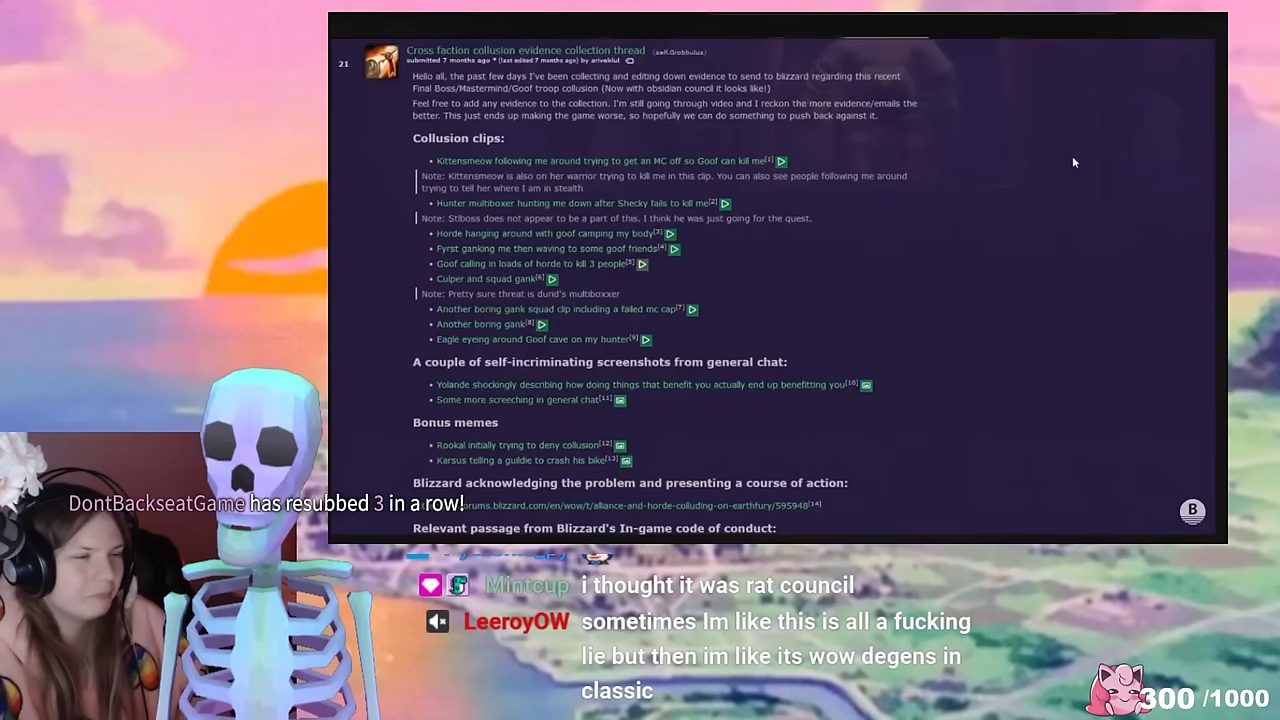 21
Cross faction collusion evidence collection thread (self.Grobbulus)
submitted 7 months ago * (last edited 7 months ago) by ariveklul
Hello all, the past few days I've been collecting and editing down evidence to send to blizzard regarding this recent
Final Boss/Mastermind/Goof troop collusion (Now with obsidian council it looks like!)
Feel free to add any evidence to the collection. I'm still going through video and I reckon the more evidence/emails the
better. This just ends up making the game worse, so hopefully we can do something to push back against it.
Collusion clips:
• Kittensmeow following me around trying to get an MC off so Goof can kill me[1]
Note: Kittensmeow is also on her warrior trying to kill me in this clip. You can also see people following me around
trying to tell her where I am in stealth
• Hunter multiboxer hunting me down after Shecky fails to kill me[2]
Note: Stlboss does not appear to be a part of this. I think he was just going for the quest.
• Horde hanging around with goof camping my body[3]
• Fyrst ganking me then waving to some goof friends[4]
• Goof calling in loads of horde to kill 3 people[5]
• Culper and squad gank[6]
Note: Pretty sure threat is durid's multiboxxer
• Another boring gank squad clip including a failed mc cap[7]
• Another boring gank[8]
• Eagle eyeing around Goof cave on my hunter[9]
A couple of self-incriminating screenshots from general chat:
• Yolande shockingly describing how doing things that benefit you actually end up benefitting you[10]
• Some more screeching in general chat[11]
Bonus memes
• Rookal initially trying to deny collusion[12]
• Karsus telling a guildie to crash his bike[13]
Blizzard acknowledging the problem and presenting a course of action:
orums.blizzard.com/en/wow/t/alliance-and-horde-colluding-on-earthfury/595948[14]
Relevant passage from Blizzard's In-game code of conduct:
B
DontBackseatGame has resubbed 3 in a row!
Mintcup i thought it was rat council
LeeroyOW sometimes Im like this is all a fucking
lie but then im like its wow degens in
classic
300 /1000